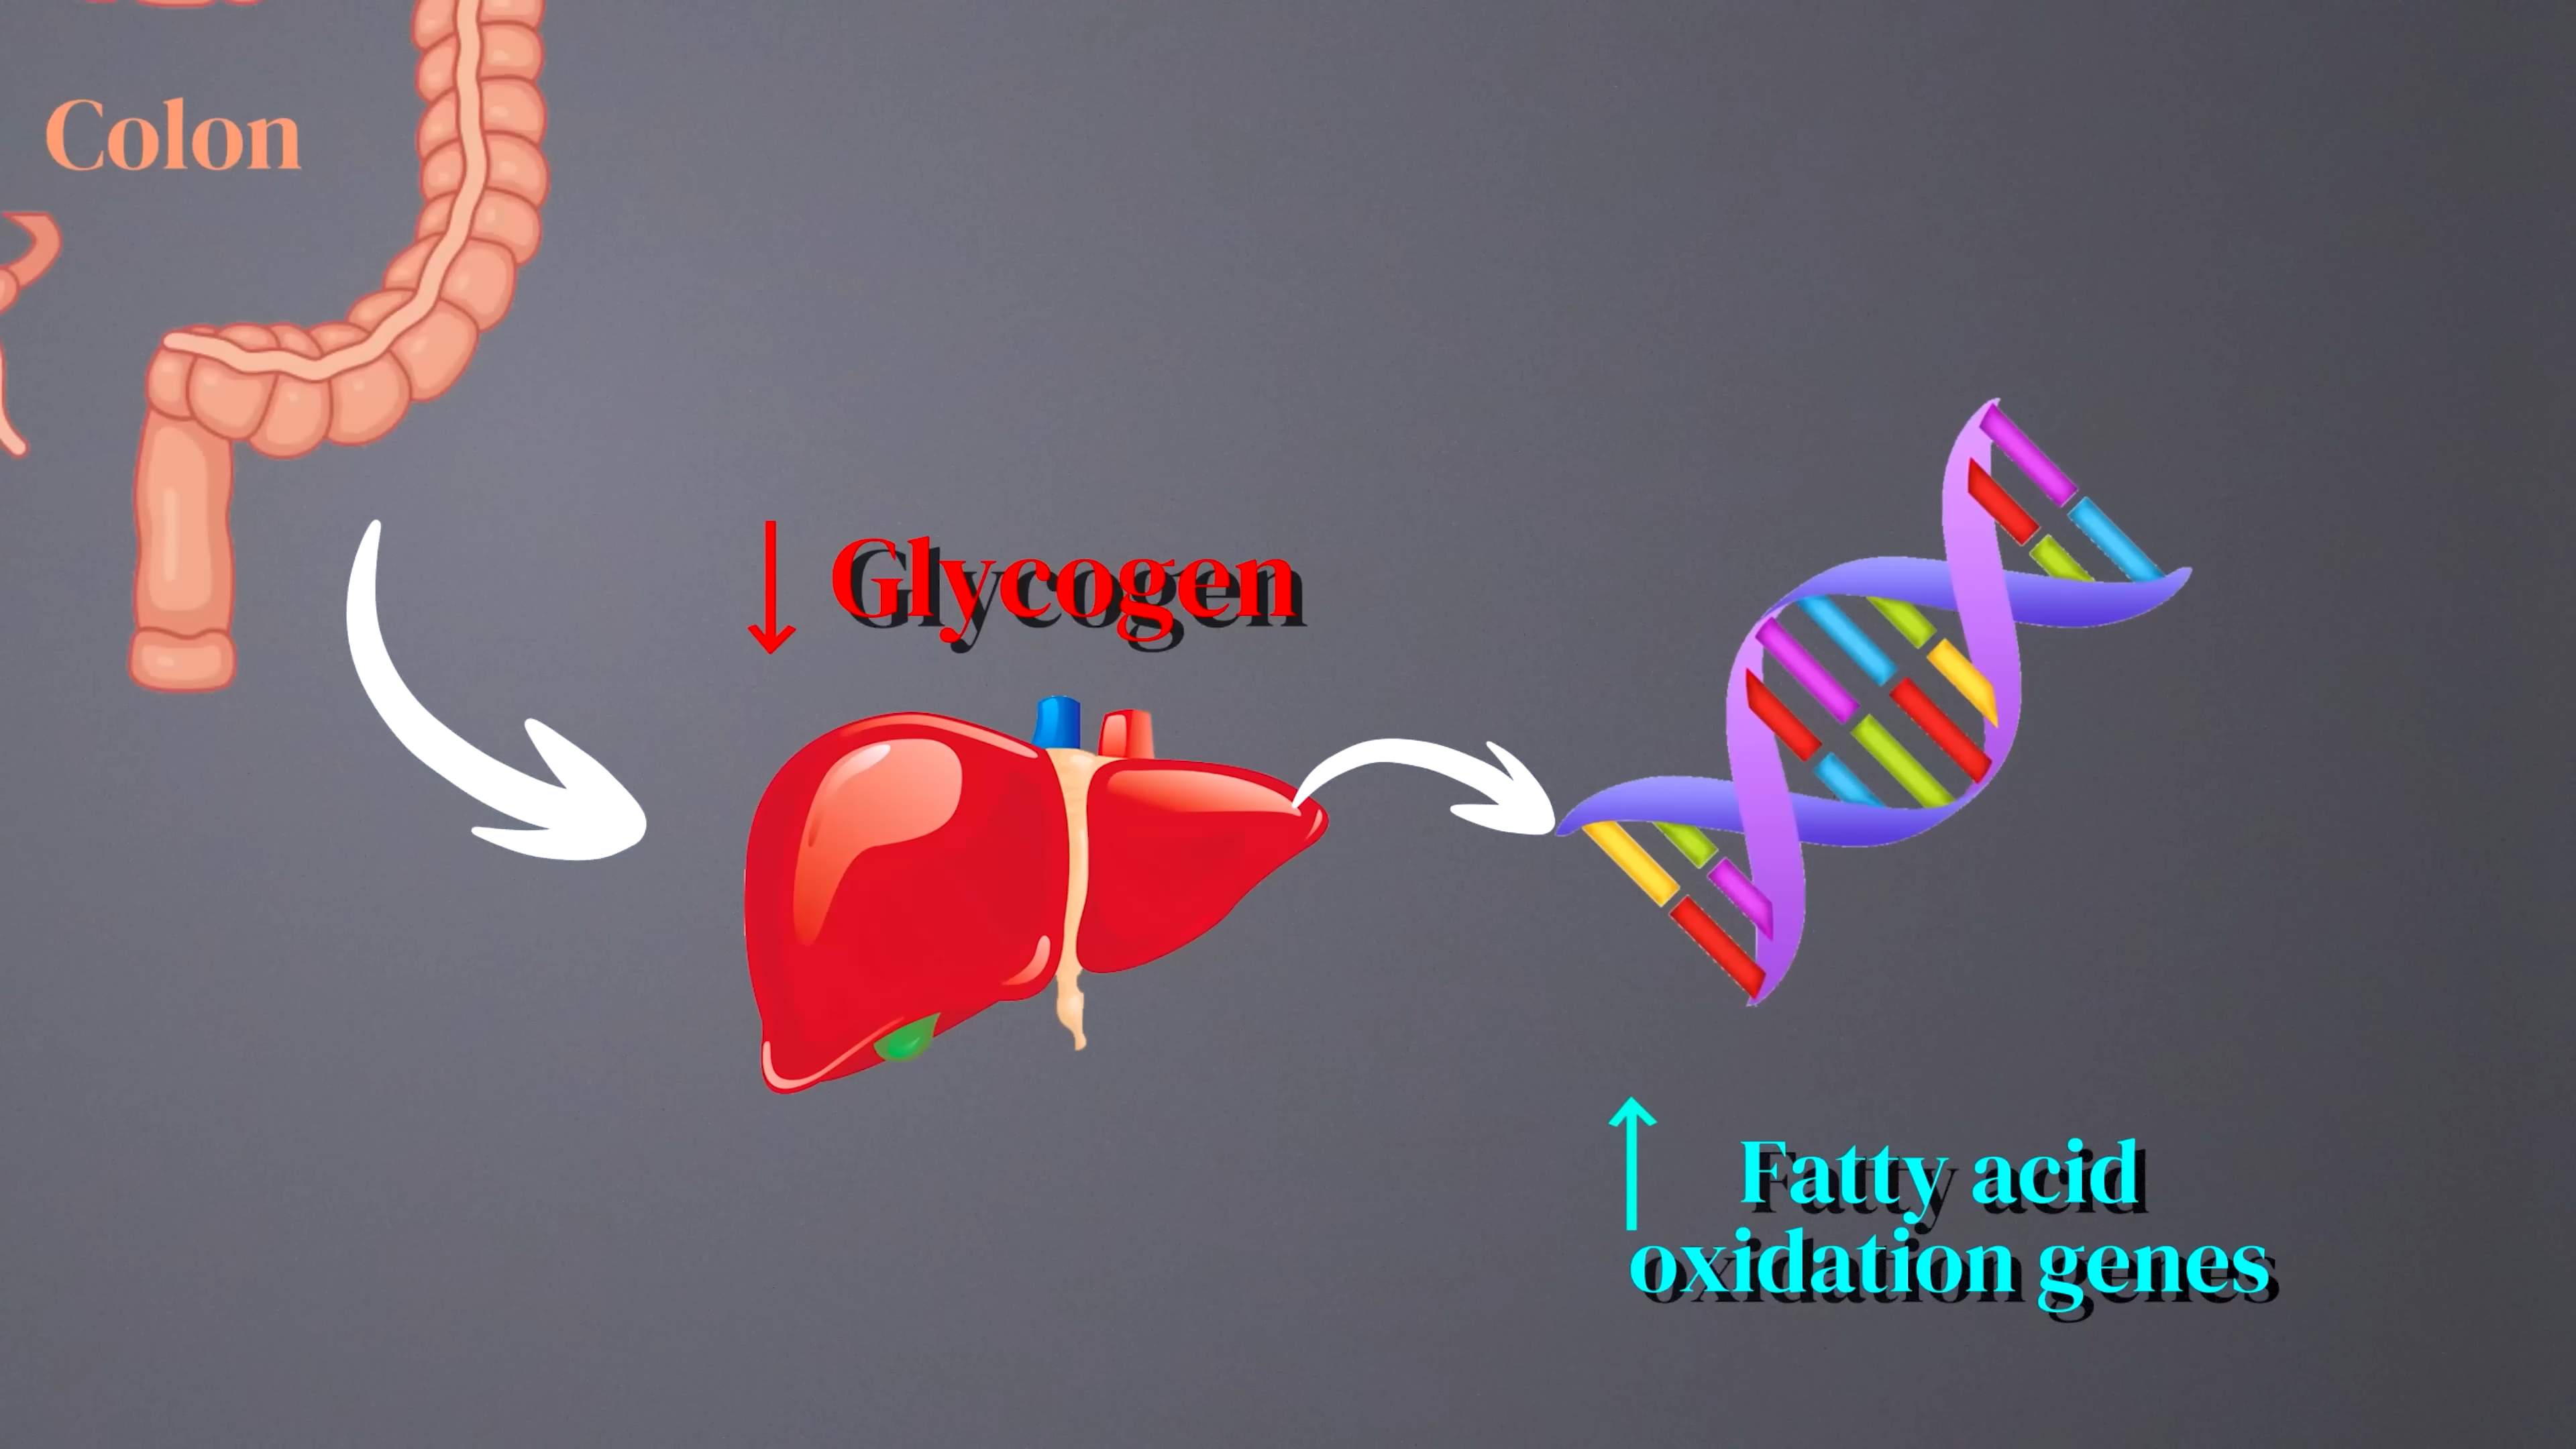 Colon
↓ Glycogen
↑ Fatty acid
oxidation genes